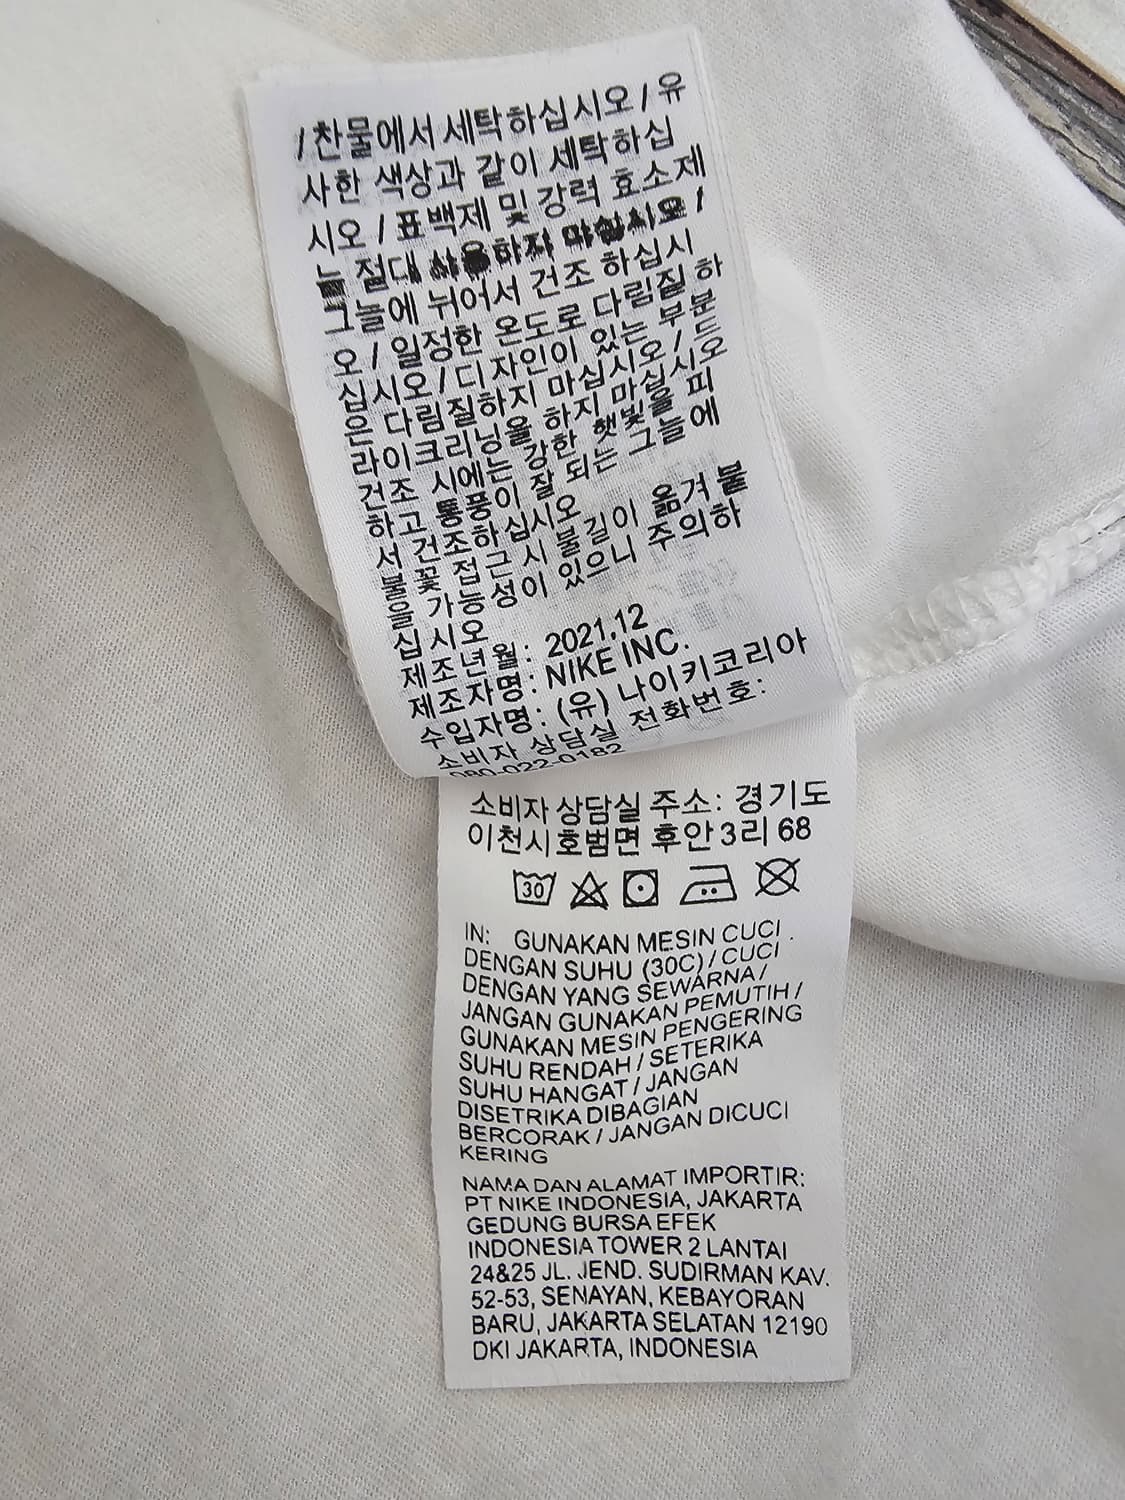 / 찬물에서 세탁하십시오 / 유
사한 색상과 같이 세탁하십
시오 / 표백제 및 강력 효소제
는 절대 사용하지 마십시오 /
그늘에 뉘어서 건조 하십시
오 / 일정한 온도로 다림질 하
십시오 / 디자인이 있는 부분
은 다림질하지 마십시오 / 드
라이크리닝을 하지 마십시오
건조 시에는 강한 햇빛을 피
하고 통풍이 잘 되는 그늘에
서 건조하십시오
불꽃 접근 시 불길이 옮겨 붙
을 가능성이 있으니 주의하
십시오
제조년월: 2021.12
제조자명: NIKE INC.
수입자명: (유) 나이키코리아
소비자 상담실 전화번호:
080-022-0182
소비자 상담실 주소: 경기도
이천시호법면 후안3리 68
30
IN: GUNAKAN MESIN CUCI
DENGAN SUHU (30C) / CUCI
DENGAN YANG SEWARNA /
JANGAN GUNAKAN PEMUTIH /
GUNAKAN MESIN PENGERING
SUHU RENDAH / SETERIKA
SUHU HANGAT / JANGAN
DISETRIKA DIBAGIAN
BERCORAK / JANGAN DICUCI
KERING
NAMA DAN ALAMAT IMPORTIR:
PT NIKE INDONESIA, JAKARTA
GEDUNG BURSA EFEK
INDONESIA TOWER 2 LANTAI
24&25 JL. JEND. SUDIRMAN KAV.
52-53, SENAYAN, KEBAYORAN
BARU, JAKARTA SELATAN 12190
DKI JAKARTA, INDONESIA